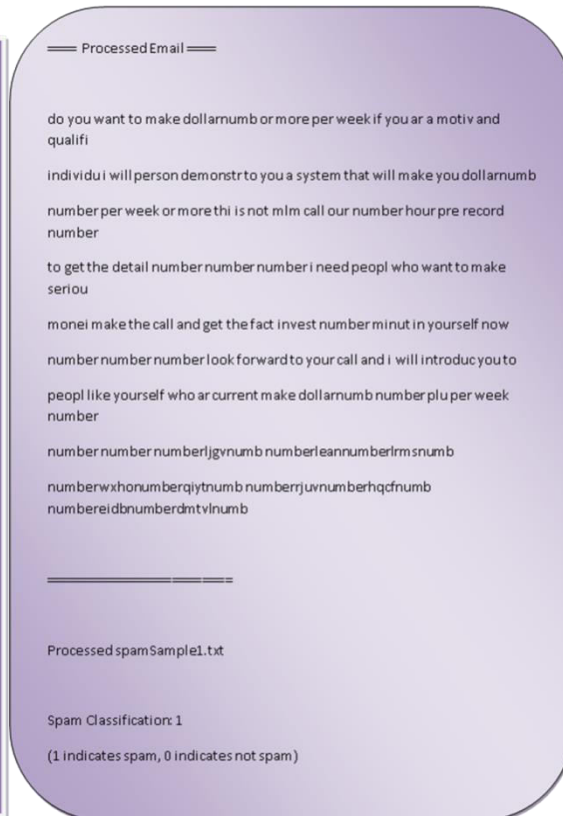 ==== Processed Email ====
do you want to make dollarnumb or more per week if you ar a motiv and
qualifi
individu i will person demonstr to you a system that will make you dollarnumb
number per week or more thi is not mlm call our number hour pre record
number
to get the detail number number number i need peopl who want to make
seriou
monei make the call and get the fact invest number minut in yourself now
number number number look forward to your call and i will introduc you to
peopl like yourself who ar current make dollarnumb number plu per week
number
number number numberljgvnumb numberleannumberlrmsnumb
numberwxhonumberqiytnumb numberrjuvnumberhqcfnumb
numbereidbnumberdmtvlnumb
==========================
Processed spamSample1.txt
Spam Classification: 1
(1 indicates spam, 0 indicates not spam)